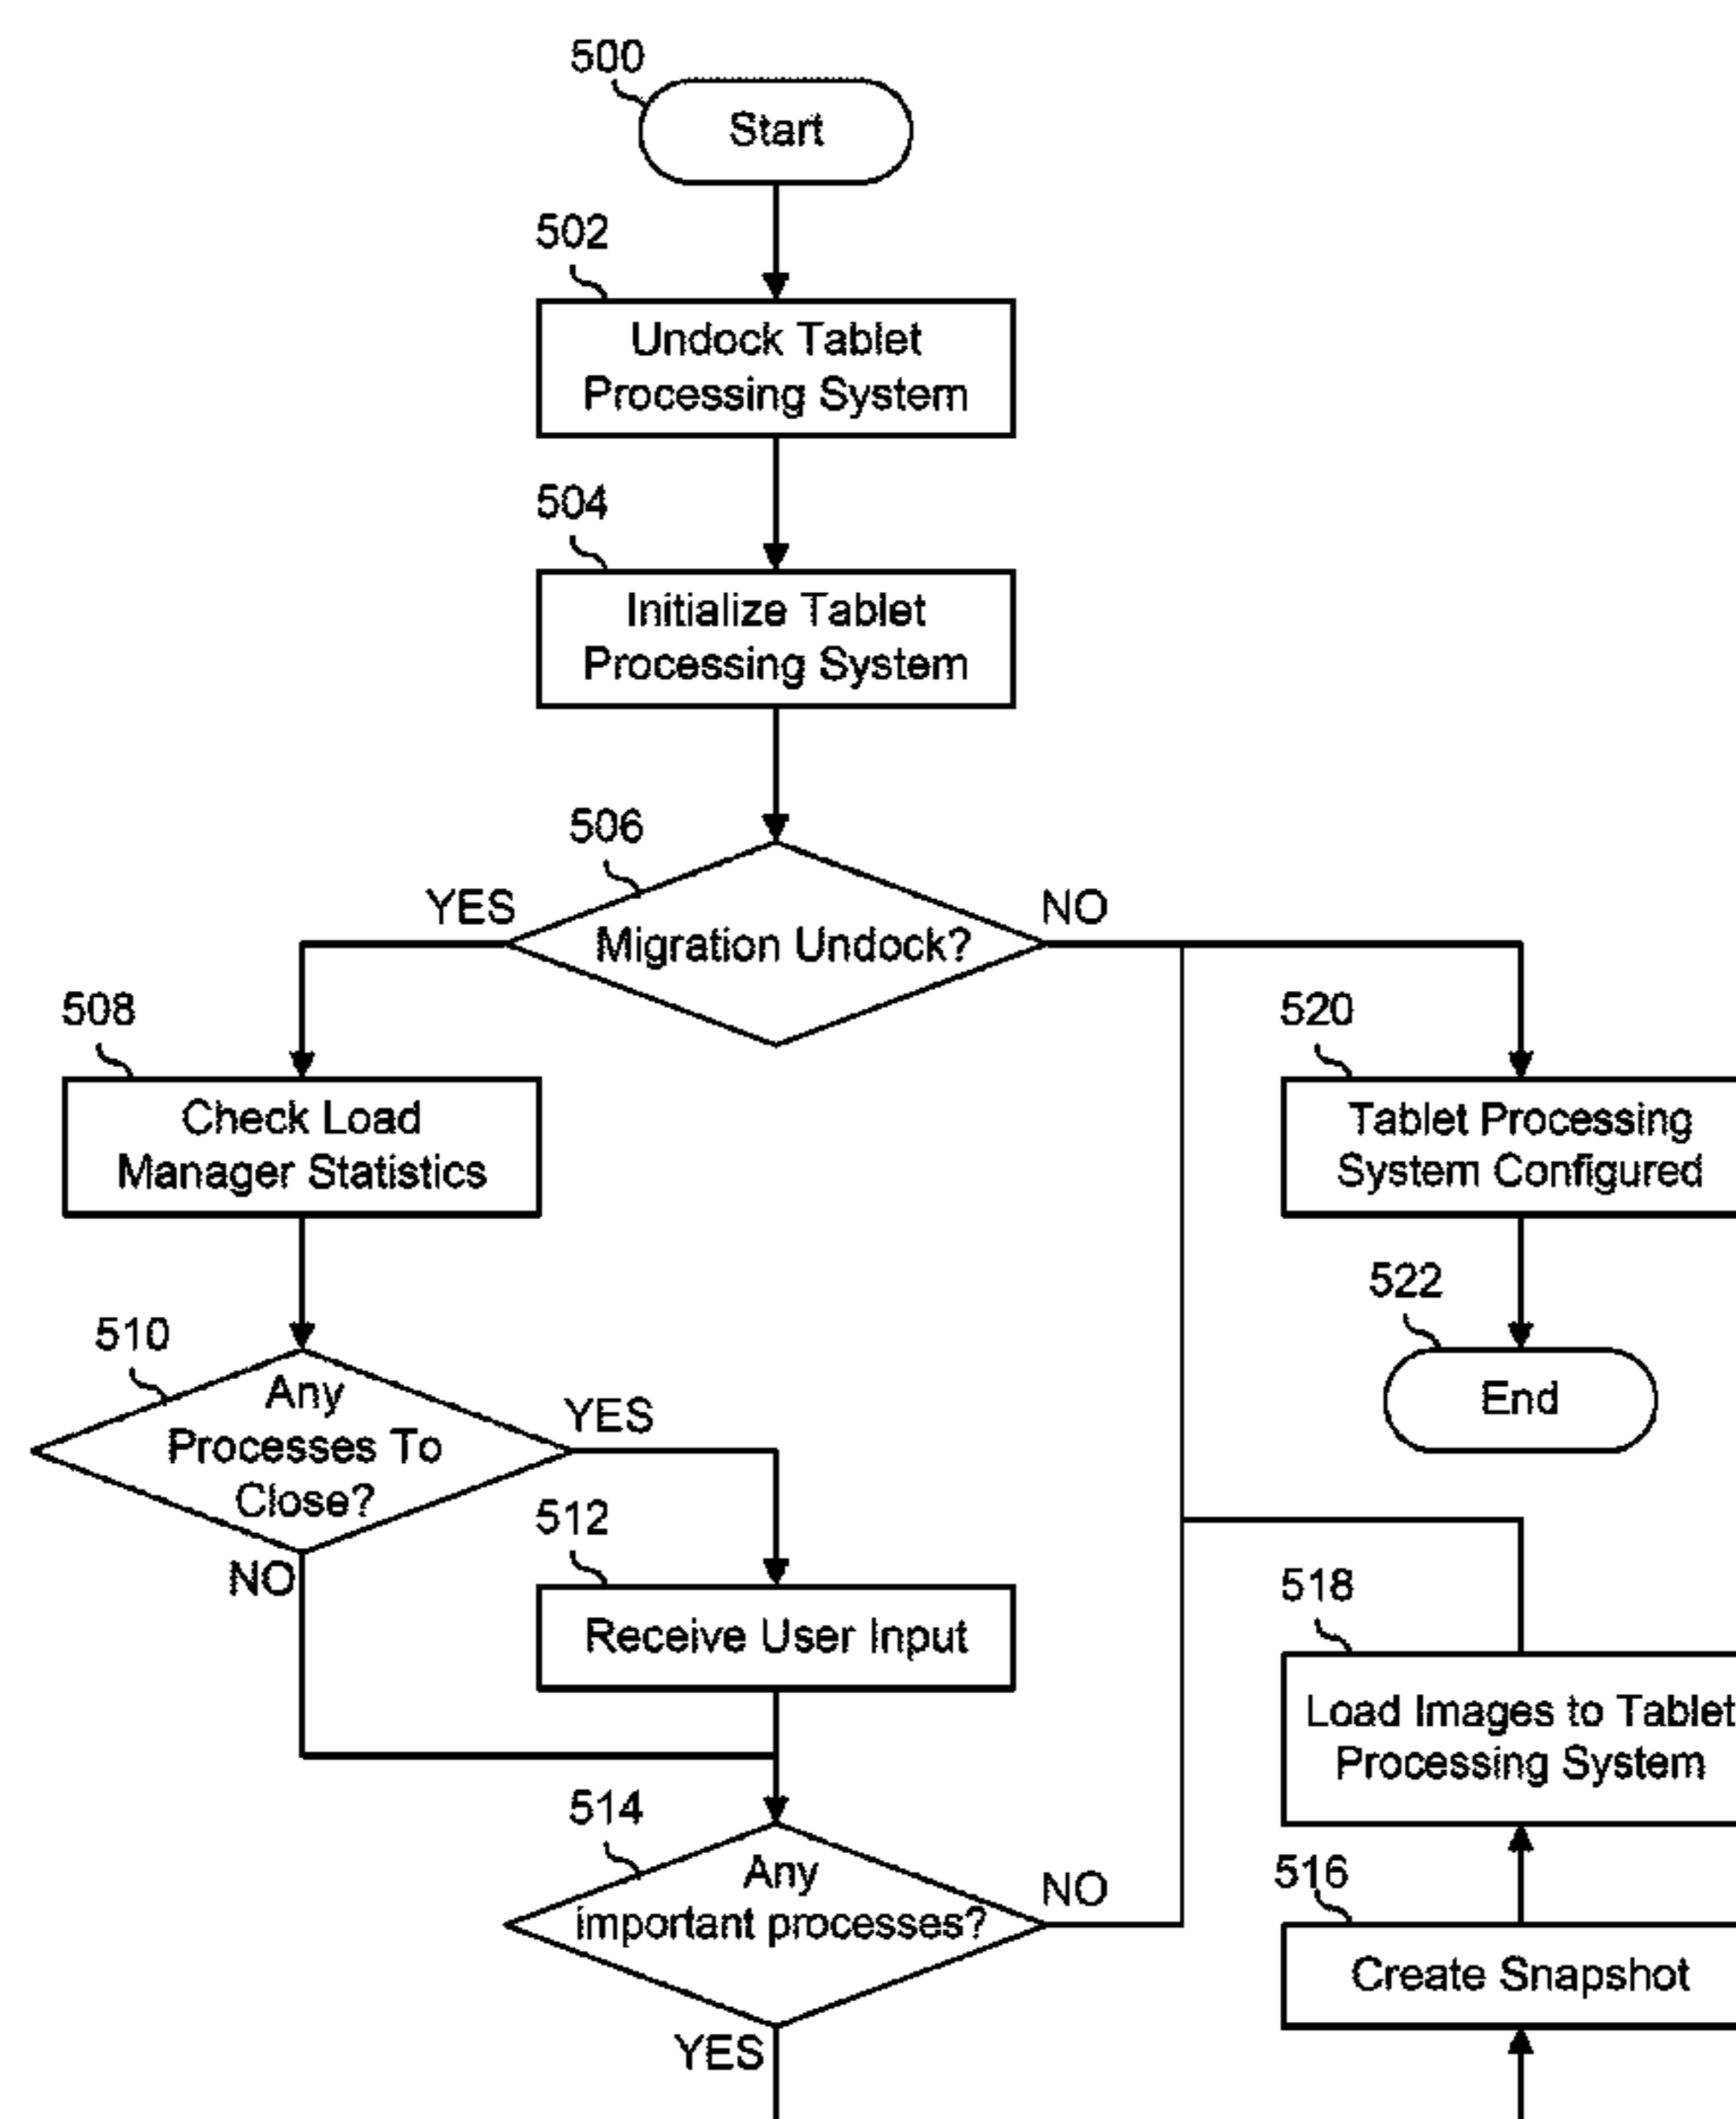 500
Start
502
Undock Tablet
Processing System
504
Initialize Tablet
Processing System
506
YES
Migration Undock?
NO
508
Check Load
Manager Statistics
520
Tablet Processing
System Configured
522
End
510
Any
Processes To
Close?
YES
NO
512
Receive User Input
518
Load Images to Tablet
Processing System
514
Any
important processes?
NO
YES
516
Create Snapshot